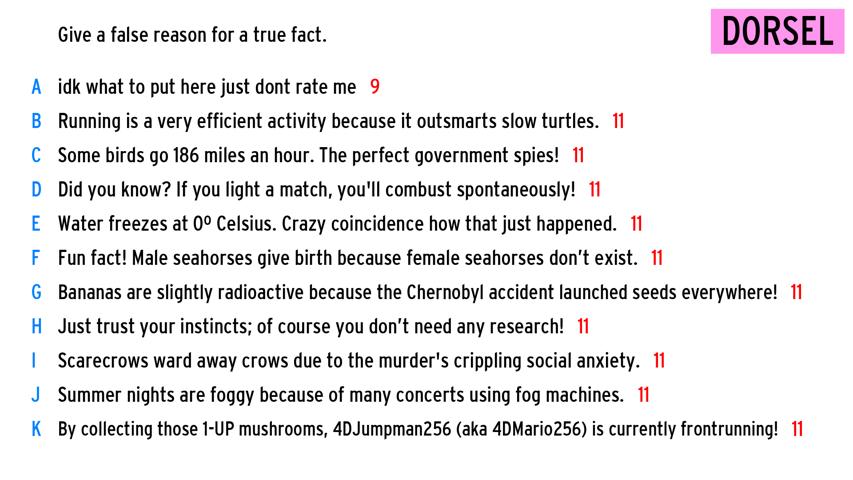 Give a false reason for a true fact.
DORSEL
A idk what to put here just dont rate me 9
B Running is a very efficient activity because it outsmarts slow turtles. 11
C Some birds go 186 miles an hour. The perfect government spies! 11
D Did you know? If you light a match, you'll combust spontaneously! 11
E Water freezes at 0º Celsius. Crazy coincidence how that just happened. 11
F Fun fact! Male seahorses give birth because female seahorses don’t exist. 11
G Bananas are slightly radioactive because the Chernobyl accident launched seeds everywhere! 11
H Just trust your instincts; of course you don’t need any research! 11
I Scarecrows ward away crows due to the murder's crippling social anxiety. 11
J Summer nights are foggy because of many concerts using fog machines. 11
K By collecting those 1-UP mushrooms, 4DJumpman256 (aka 4DMario256) is currently frontrunning! 11